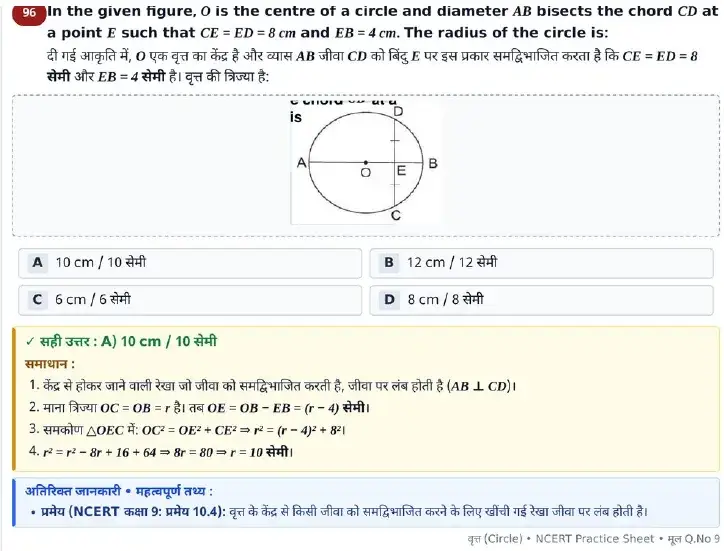 96 In the given figure, O is the centre of a circle and diameter AB bisects the chord CD at
a point E such that CE = ED = 8 cm and EB = 4 cm. The radius of the circle is:
दी गई आकृति में, O एक वृत्त का केंद्र है और व्यास AB जीवा CD को बिंदु E पर इस प्रकार समद्विभाजित करता है कि CE = ED = 8
सेमी और EB = 4 सेमी है। वृत्त की त्रिज्या है:
is
D
A
O
E
B
C
A 10 cm / 10 सेमी
B 12 cm / 12 सेमी
C 6 cm / 6 सेमी
D 8 cm / 8 सेमी
✓ सही उत्तर : A) 10 cm / 10 सेमी
समाधान :
1. केंद्र से होकर जाने वाली रेखा जो जीवा को समद्विभाजित करती है, जीवा पर लंब होती है (AB ⊥ CD)।
2. माना त्रिज्या OC = OB = r है। तब OE = OB − EB = (r − 4) सेमी।
3. समकोण △OEC में: OC² = OE² + CE² ⇒ r² = (r − 4)² + 8²।
4. r² = r² − 8r + 16 + 64 ⇒ 8r = 80 ⇒ r = 10 सेमी।
अतिरिक्त जानकारी • महत्वपूर्ण तथ्य :
• प्रमेय (NCERT कक्षा 9: प्रमेय 10.4): वृत्त के केंद्र से किसी जीवा को समद्विभाजित करने के लिए खींची गई रेखा जीवा पर लंब होती है।
वृत्त (Circle) • NCERT Practice Sheet • मूल Q.No 9